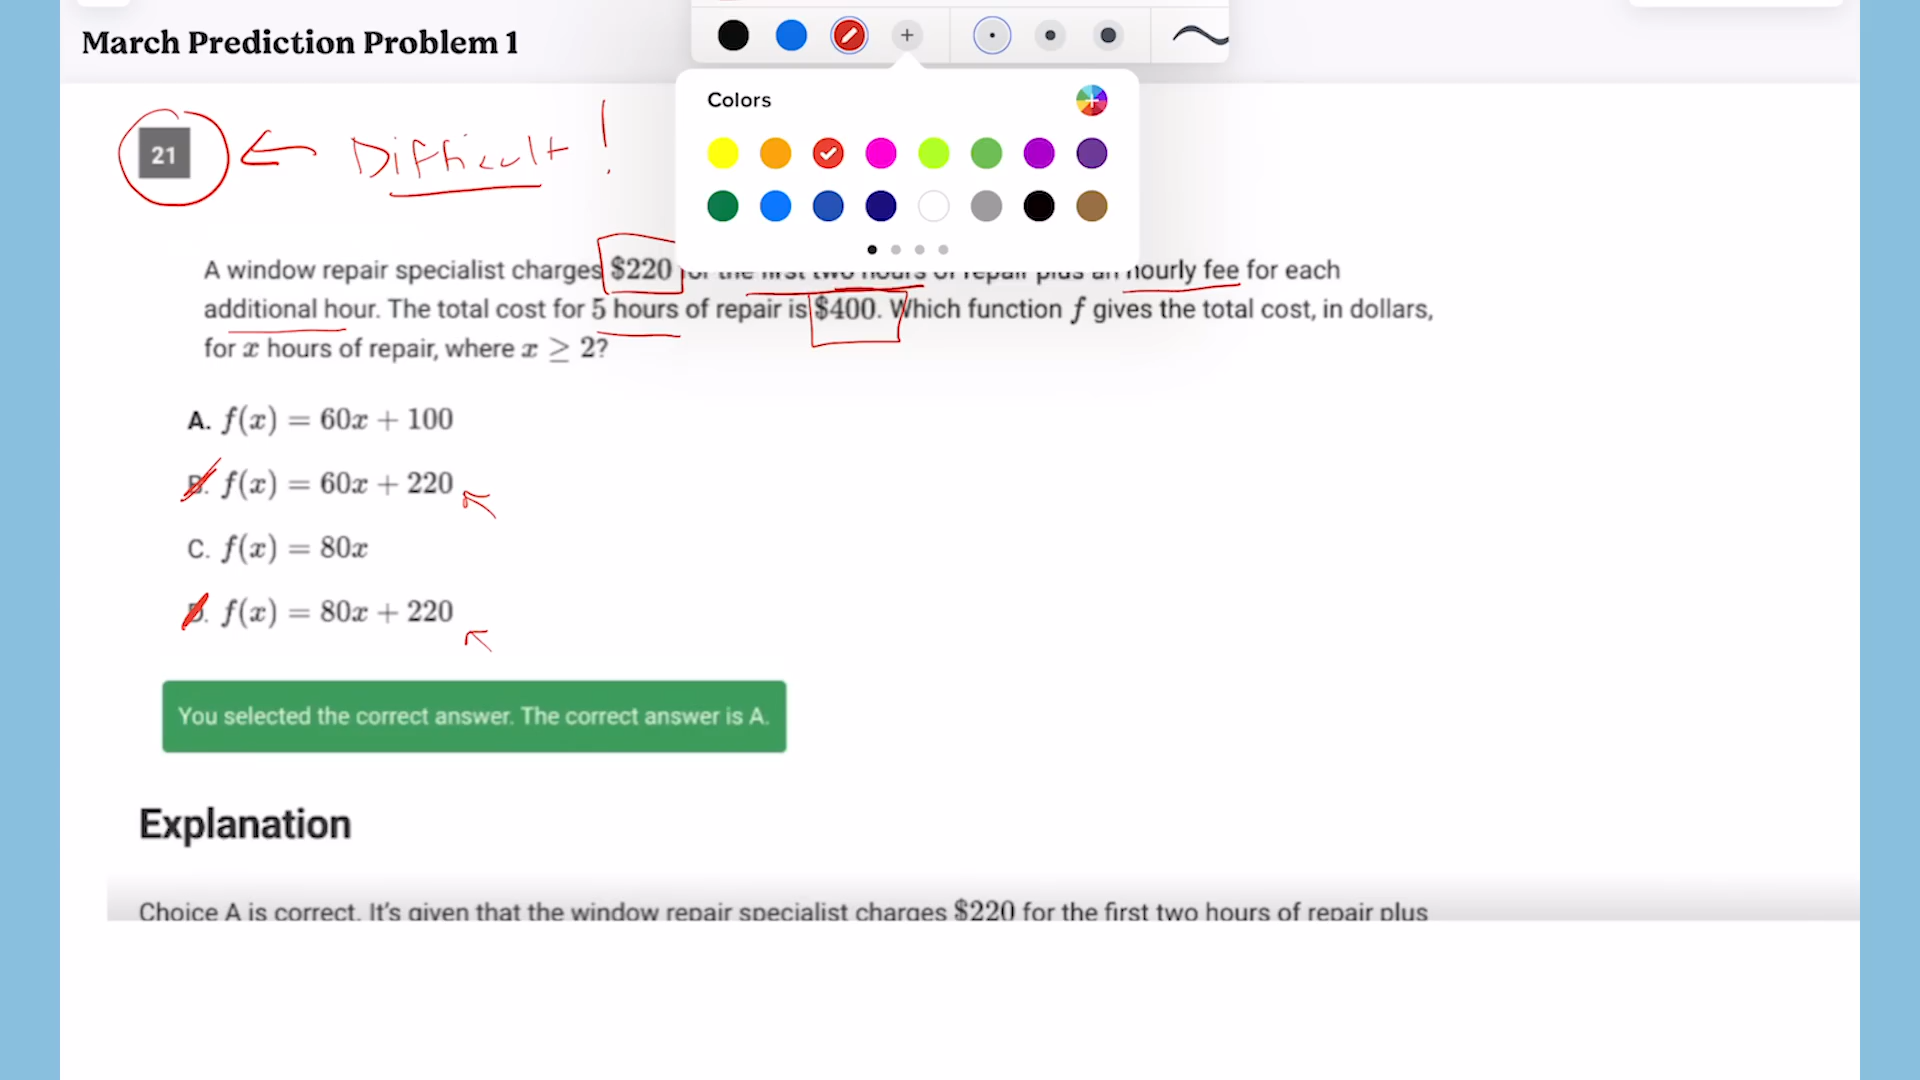 March Prediction Problem 1
Colors
21
Difficult!
A window repair specialist charges $220 for the first two hours of repair plus an hourly fee for each
additional hour. The total cost for 5 hours of repair is $400. Which function f gives the total cost, in dollars,
for x hours of repair, where x ≥ 2?
A. f(x) = 60x + 100
B. f(x) = 60x + 220
C. f(x) = 80x
D. f(x) = 80x + 220
You selected the correct answer. The correct answer is A.
Explanation
Choice A is correct. It's given that the window repair specialist charges $220 for the first two hours of repair plus